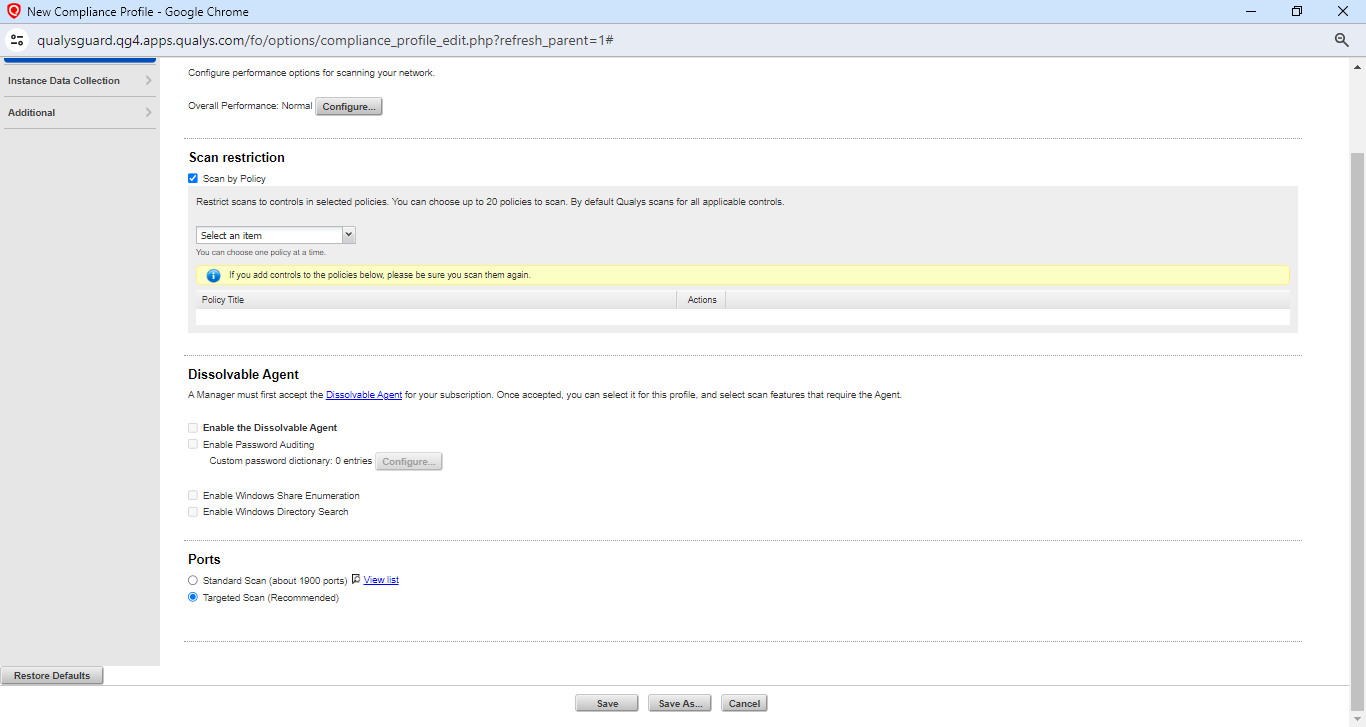 New Compliance Profile - Google Chrome
qualysguard.qg4.apps.qualys.com/fo/options/compliance_profile_edit.php?refresh_parent=1#
Instance Data Collection
Additional
Configure performance options for scanning your network.
Overall Performance: Normal Configure...
Scan restriction
Scan by Policy
Restrict scans to controls in selected policies. You can choose up to 20 policies to scan. By default Qualys scans for all applicable controls.
Select an item
You can choose one policy at a time.
If you add controls to the policies below, please be sure you scan them again.
Policy Title Actions
Dissolvable Agent
A Manager must first accept the Dissolvable Agent for your subscription. Once accepted, you can select it for this profile, and select scan features that require the Agent.
Enable the Dissolvable Agent
Enable Password Auditing
Custom password dictionary: 0 entries Configure...
Enable Windows Share Enumeration
Enable Windows Directory Search
Ports
Standard Scan (about 1900 ports) View list
Targeted Scan (Recommended)
Restore Defaults
Save Save As... Cancel